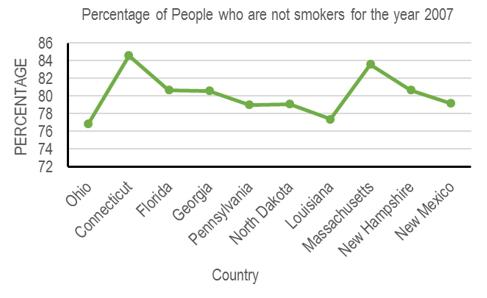 Percentage of People who are not smokers for the year 2007
PERCENTAGE
86
84
82
80
78
76
74
72
Ohio
Connecticut
Florida
Georgia
Pennsylvania
North Dakota
Louisiana
Massachusetts
New Hampshire
New Mexico
Country